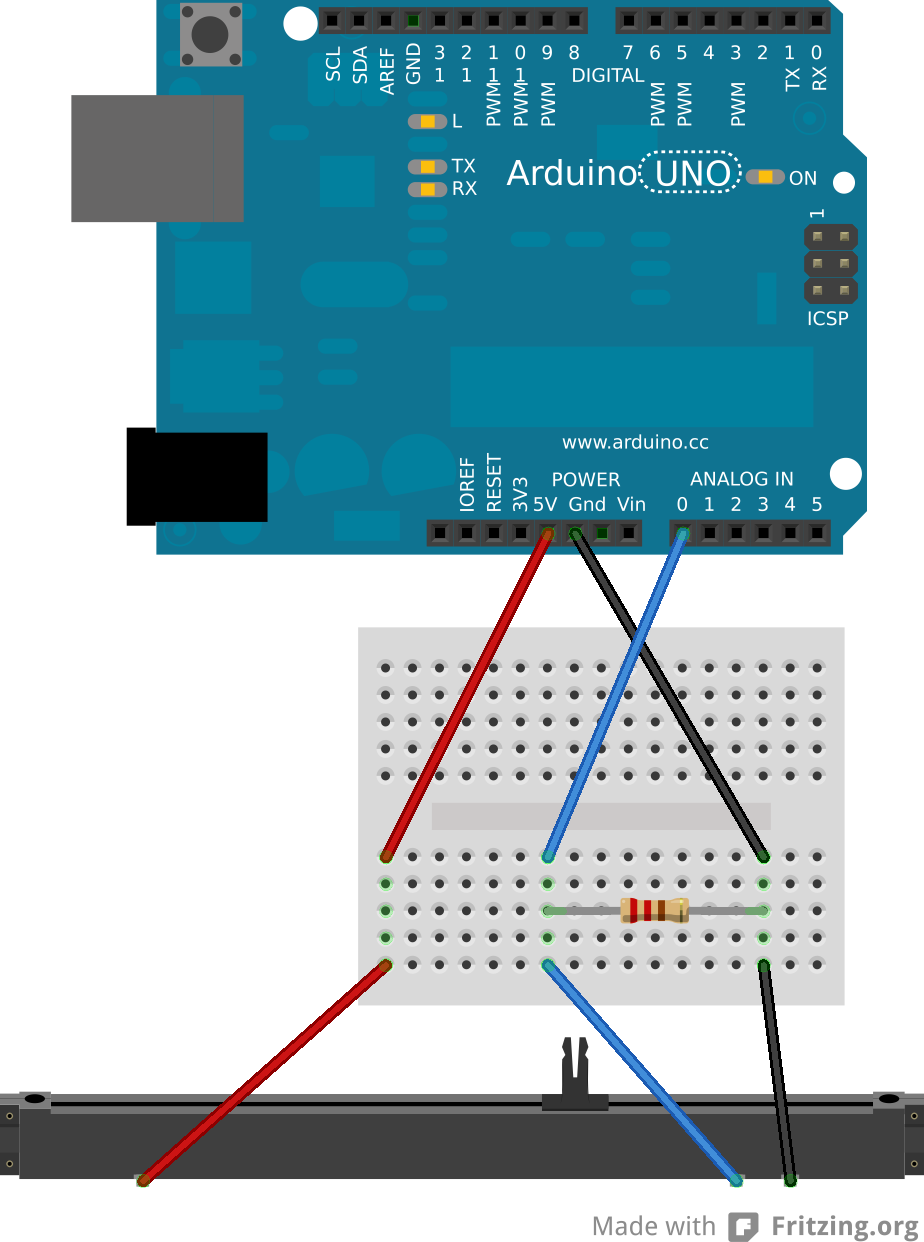 SCL SDA AREF GND 13 12 11 10 9 8 7 6 5 4 3 2 1 0
PWM PWM PWM PWM PWM PWM TX RX
DIGITAL
L
TX
RX
Arduino UNO
ON
1
ICSP
www.arduino.cc
POWER
ANALOG IN
IOREF RESET 3V3 5V Gnd Vin 0 1 2 3 4 5
Made with Fritzing.org